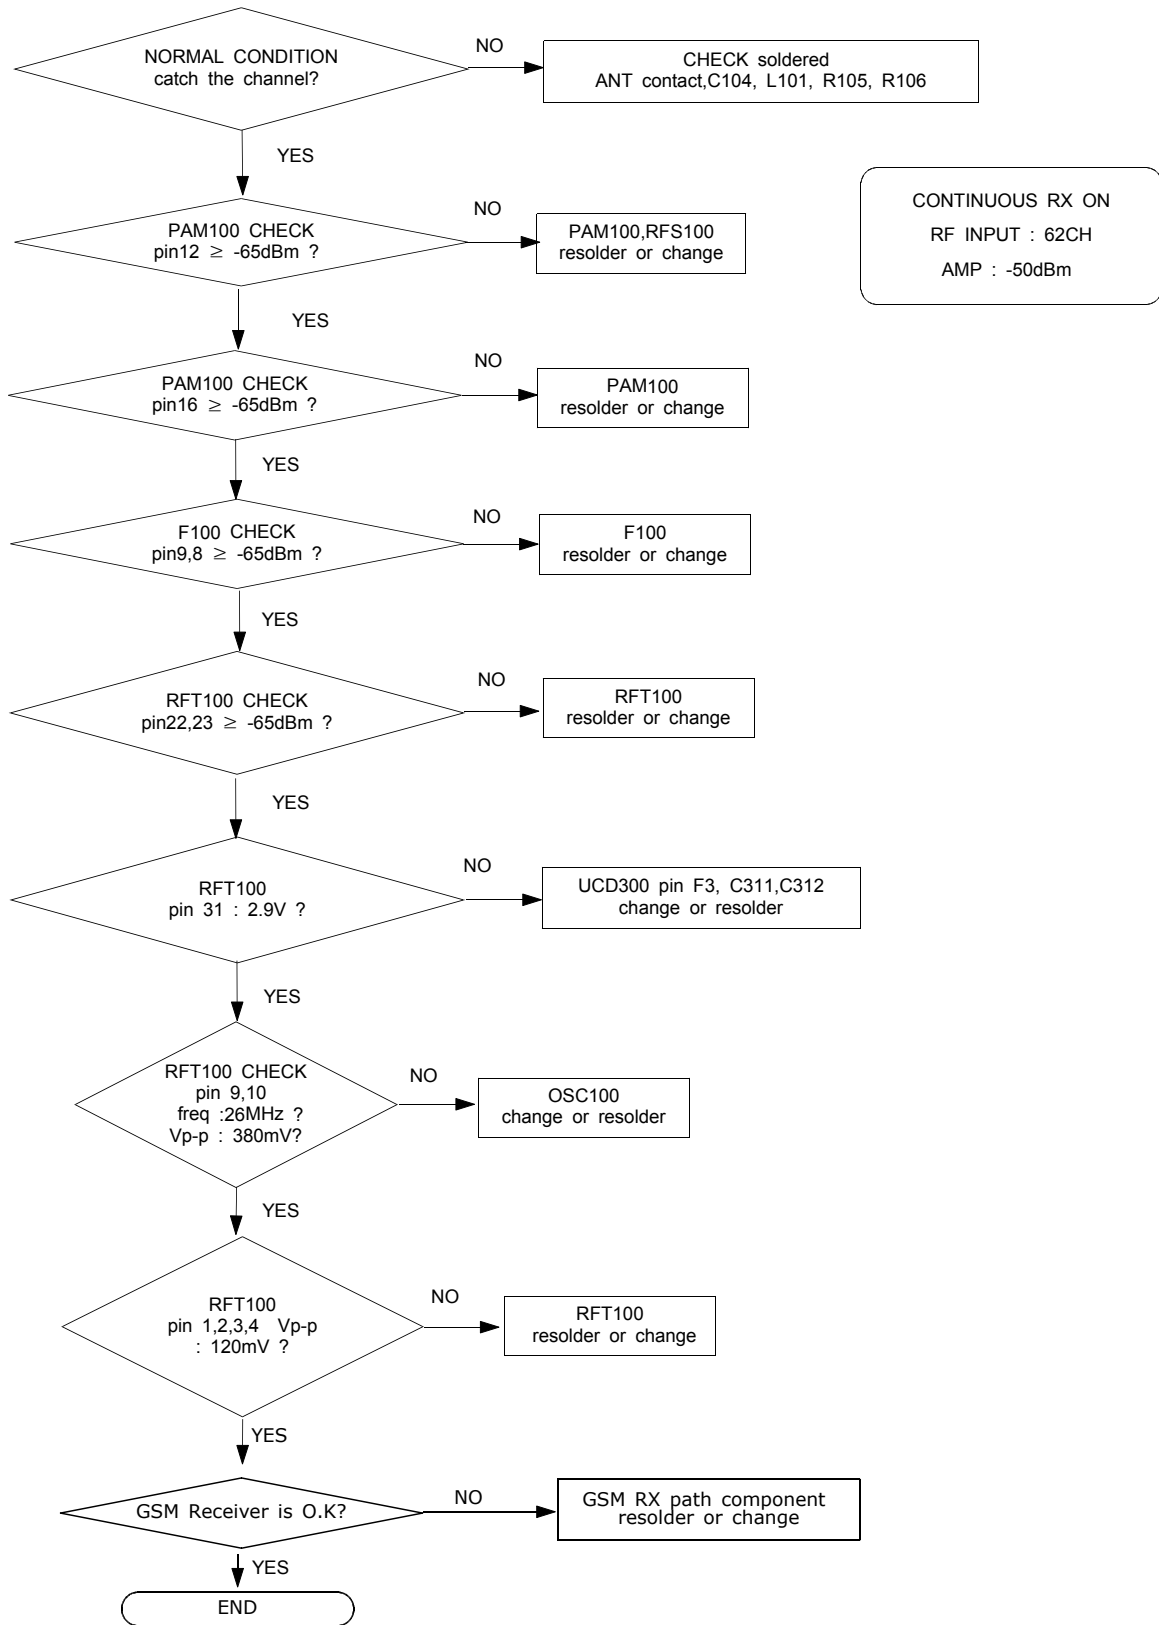 NORMAL CONDITION
catch the channel?
NO
CHECK soldered
ANT contact,C104, L101, R105, R106
YES
CONTINUOUS RX ON
RF INPUT : 62CH
AMP : -50dBm
PAM100 CHECK
pin12 ≥ -65dBm ?
NO
PAM100,RFS100
resolder or change
YES
PAM100 CHECK
pin16 ≥ -65dBm ?
NO
PAM100
resolder or change
YES
F100 CHECK
pin9,8 ≥ -65dBm ?
NO
F100
resolder or change
YES
RFT100 CHECK
pin22,23 ≥ -65dBm ?
NO
RFT100
resolder or change
YES
RFT100
pin 31 : 2.9V ?
NO
UCD300 pin F3, C311,C312
change or resolder
YES
RFT100 CHECK
pin 9,10
freq :26MHz ?
Vp-p : 380mV?
NO
OSC100
change or resolder
YES
RFT100
pin 1,2,3,4 Vp-p
: 120mV ?
NO
RFT100
resolder or change
YES
GSM Receiver is O.K?
NO
GSM RX path component
resolder or change
YES
END